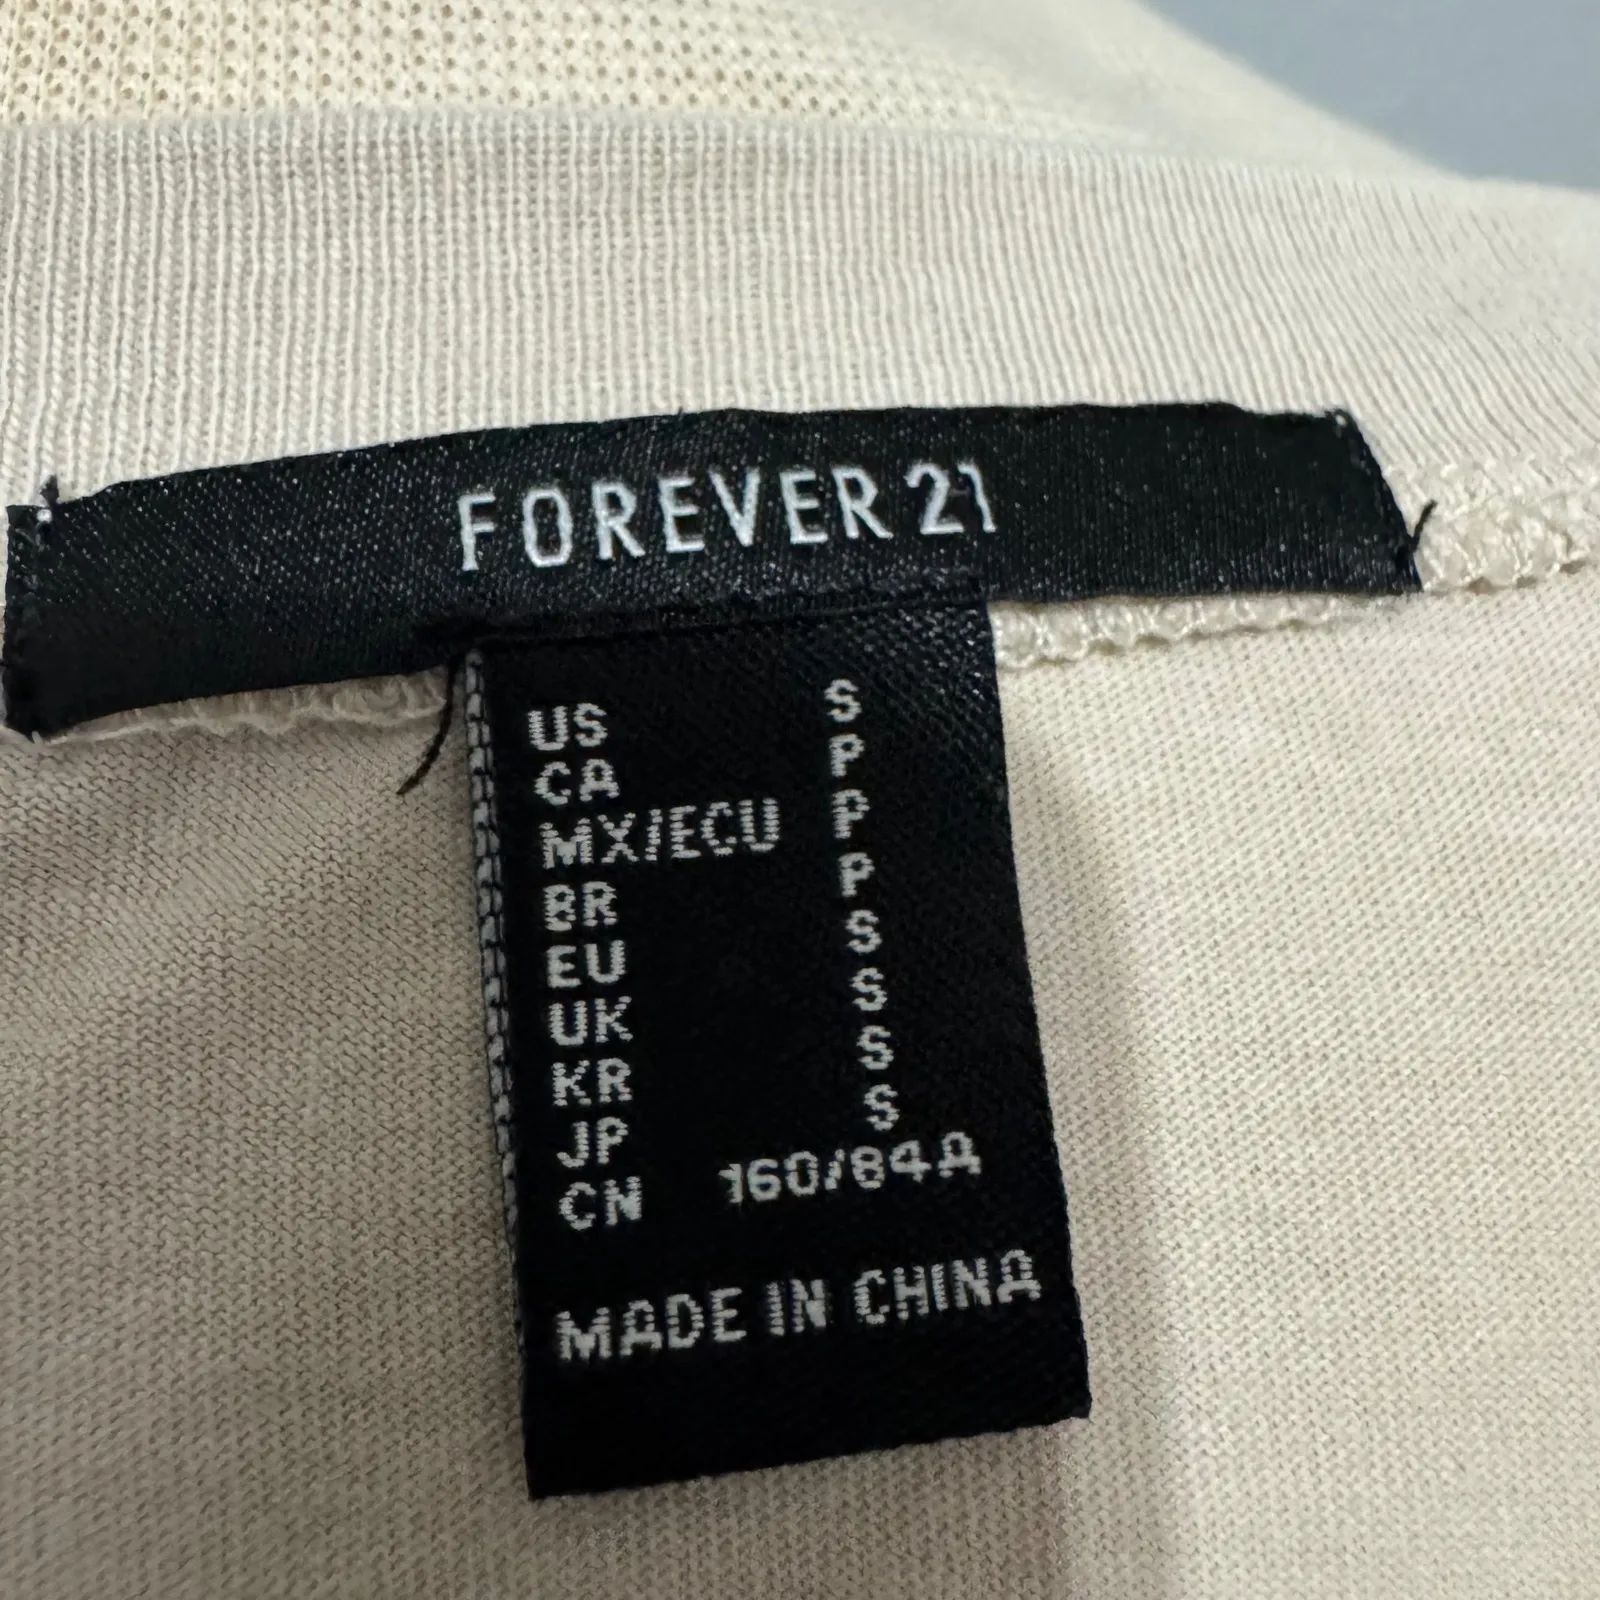 FOREVER 21
US S
CA P
MX/ECU P
BR P
EU S
UK S
KR S
JP S
CN 160/84A
MADE IN CHINA